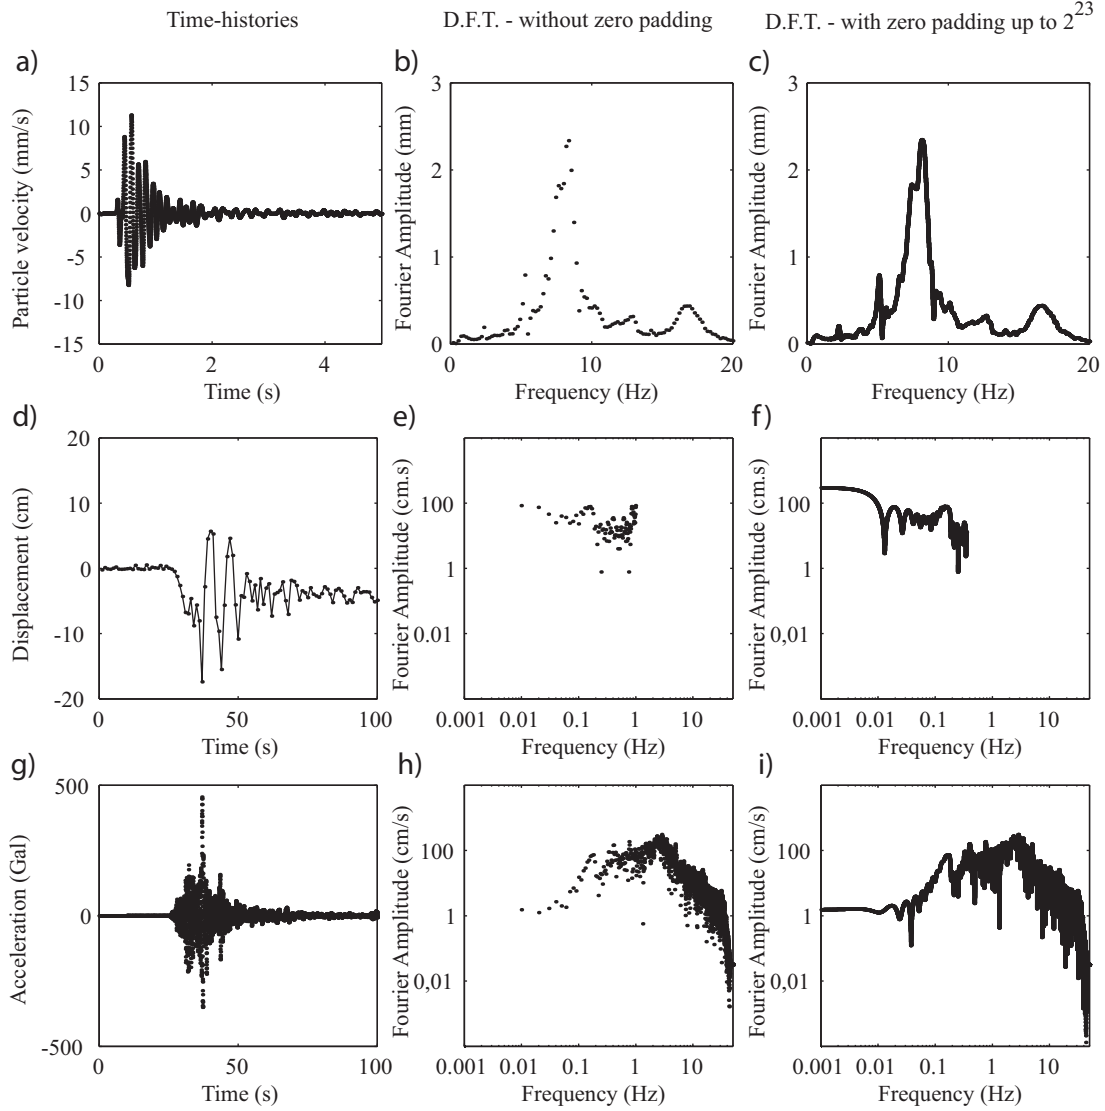 Time-histories
D.F.T. - without zero padding
D.F.T. - with zero padding up to 2^23
a)
Particle velocity (mm/s)
15
10
5
0
-5
-10
-15
0 2 4
Time (s)
b)
Fourier Amplitude (mm)
3
2
1
0
0 10 20
Frequency (Hz)
c)
Fourier Amplitude (mm)
3
2
1
0
0 10 20
Frequency (Hz)
d)
Displacement (cm)
20
10
0
-10
-20
0 50 100
Time (s)
e)
Fourier Amplitude (cm.s)
100
1
0.01
0.001 0.01 0.1 1 10
Frequency (Hz)
f)
Fourier Amplitude (cm.s)
100
1
0,01
0.001 0.01 0.1 1 10
Frequency (Hz)
g)
Acceleration (Gal)
500
0
-500
0 50 100
Time (s)
h)
Fourier Amplitude (cm/s)
100
1
0,01
0.001 0.01 0.1 1 10
Frequency (Hz)
i)
Fourier Amplitude (cm/s)
100
1
0,01
0.001 0.01 0.1 1 10
Frequency (Hz)